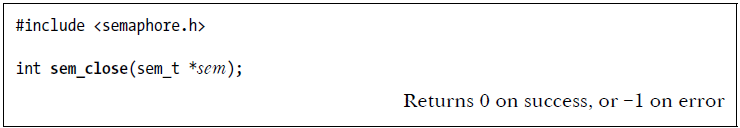 #include <semaphore.h>
int sem_close(sem_t *sem);
Returns 0 on success, or −1 on error